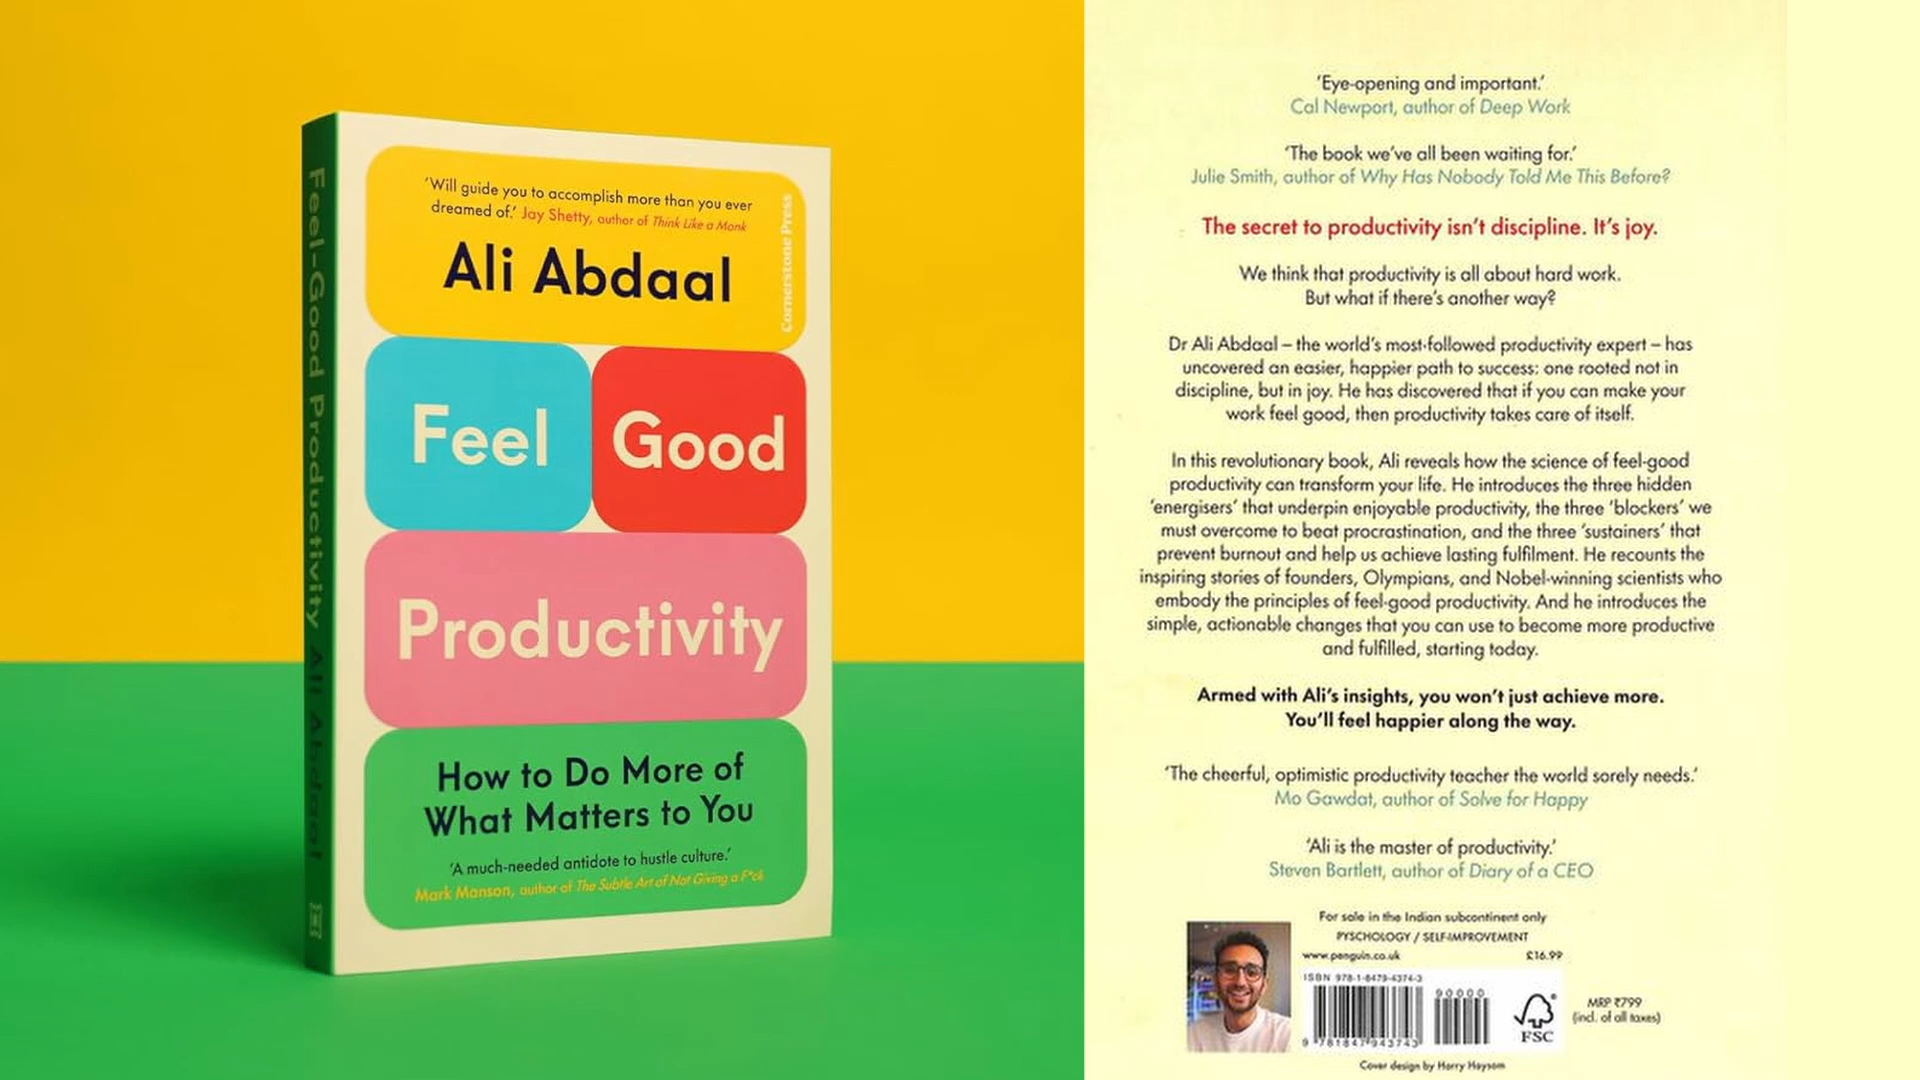 Feel-Good Productivity Ali Abdaal
'Will guide you to accomplish more than you ever
dreamed of.' Jay Shetty, author of Think Like a Monk
Ali Abdaal
Cornerstone Press
Feel
Good
Productivity
How to Do More of
What Matters to You
'A much-needed antidote to hustle culture.'
Mark Manson, author of The Subtle Art of Not Giving a F*ck
'Eye-opening and important.'
Cal Newport, author of Deep Work
'The book we've all been waiting for.'
Julie Smith, author of Why Has Nobody Told Me This Before?
The secret to productivity isn't discipline. It's joy.
We think that productivity is all about hard work.
But what if there's another way?
Dr Ali Abdaal – the world's most-followed productivity expert – has
uncovered an easier, happier path to success: one rooted not in
discipline, but in joy. He has discovered that if you can make your
work feel good, then productivity takes care of itself.
In this revolutionary book, Ali reveals how the science of feel-good
productivity can transform your life. He introduces the three hidden
'energisers' that underpin enjoyable productivity, the three 'blockers' we
must overcome to beat procrastination, and the three 'sustainers' that
prevent burnout and help us achieve lasting fulfilment. He recounts the
inspiring stories of founders, Olympians, and Nobel-winning scientists who
embody the principles of feel-good productivity. And he introduces the
simple, actionable changes that you can use to become more productive
and fulfilled, starting today.
Armed with Ali's insights, you won't just achieve more.
You'll feel happier along the way.
'The cheerful, optimistic productivity teacher the world sorely needs.'
Mo Gawdat, author of Solve for Happy
'Ali is the master of productivity.'
Steven Bartlett, author of Diary of a CEO
For sale in the Indian subcontinent only
PYSCHOLOGY / SELF-IMPROVEMENT
www.penguin.co.uk £16.99
ISBN 978-1-8479-4374-3
90000
9 781847 943743
FSC
MRP ₹799
(incl. of all taxes)
Cover design by Harry Haysom